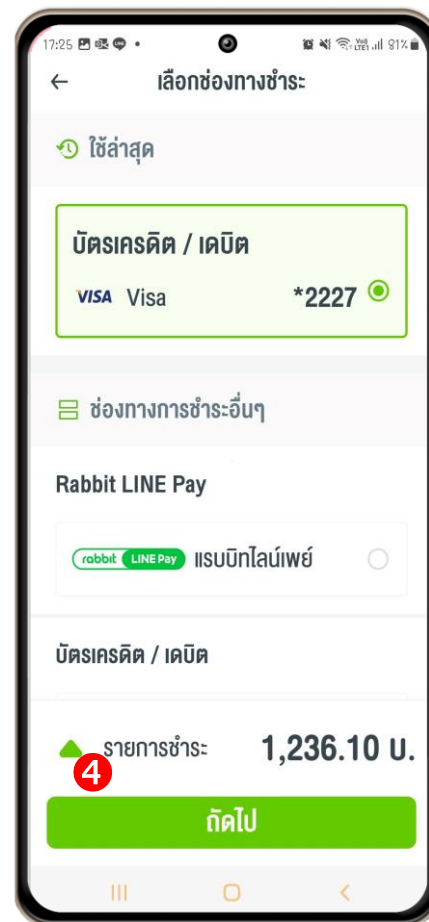 17:25
81%
เลือกช่องทางชำระ
ใช้ล่าสุด
บัตรเครดิต / เดบิต
VISA Visa *2227
ช่องทางการชำระอื่นๆ
Rabbit LINE Pay
rabbit LINE Pay แรบบิทไลน์เพย์
บัตรเครดิต / เดบิต
รายการชำระ 1,236.10 บ.
4
ถัดไป